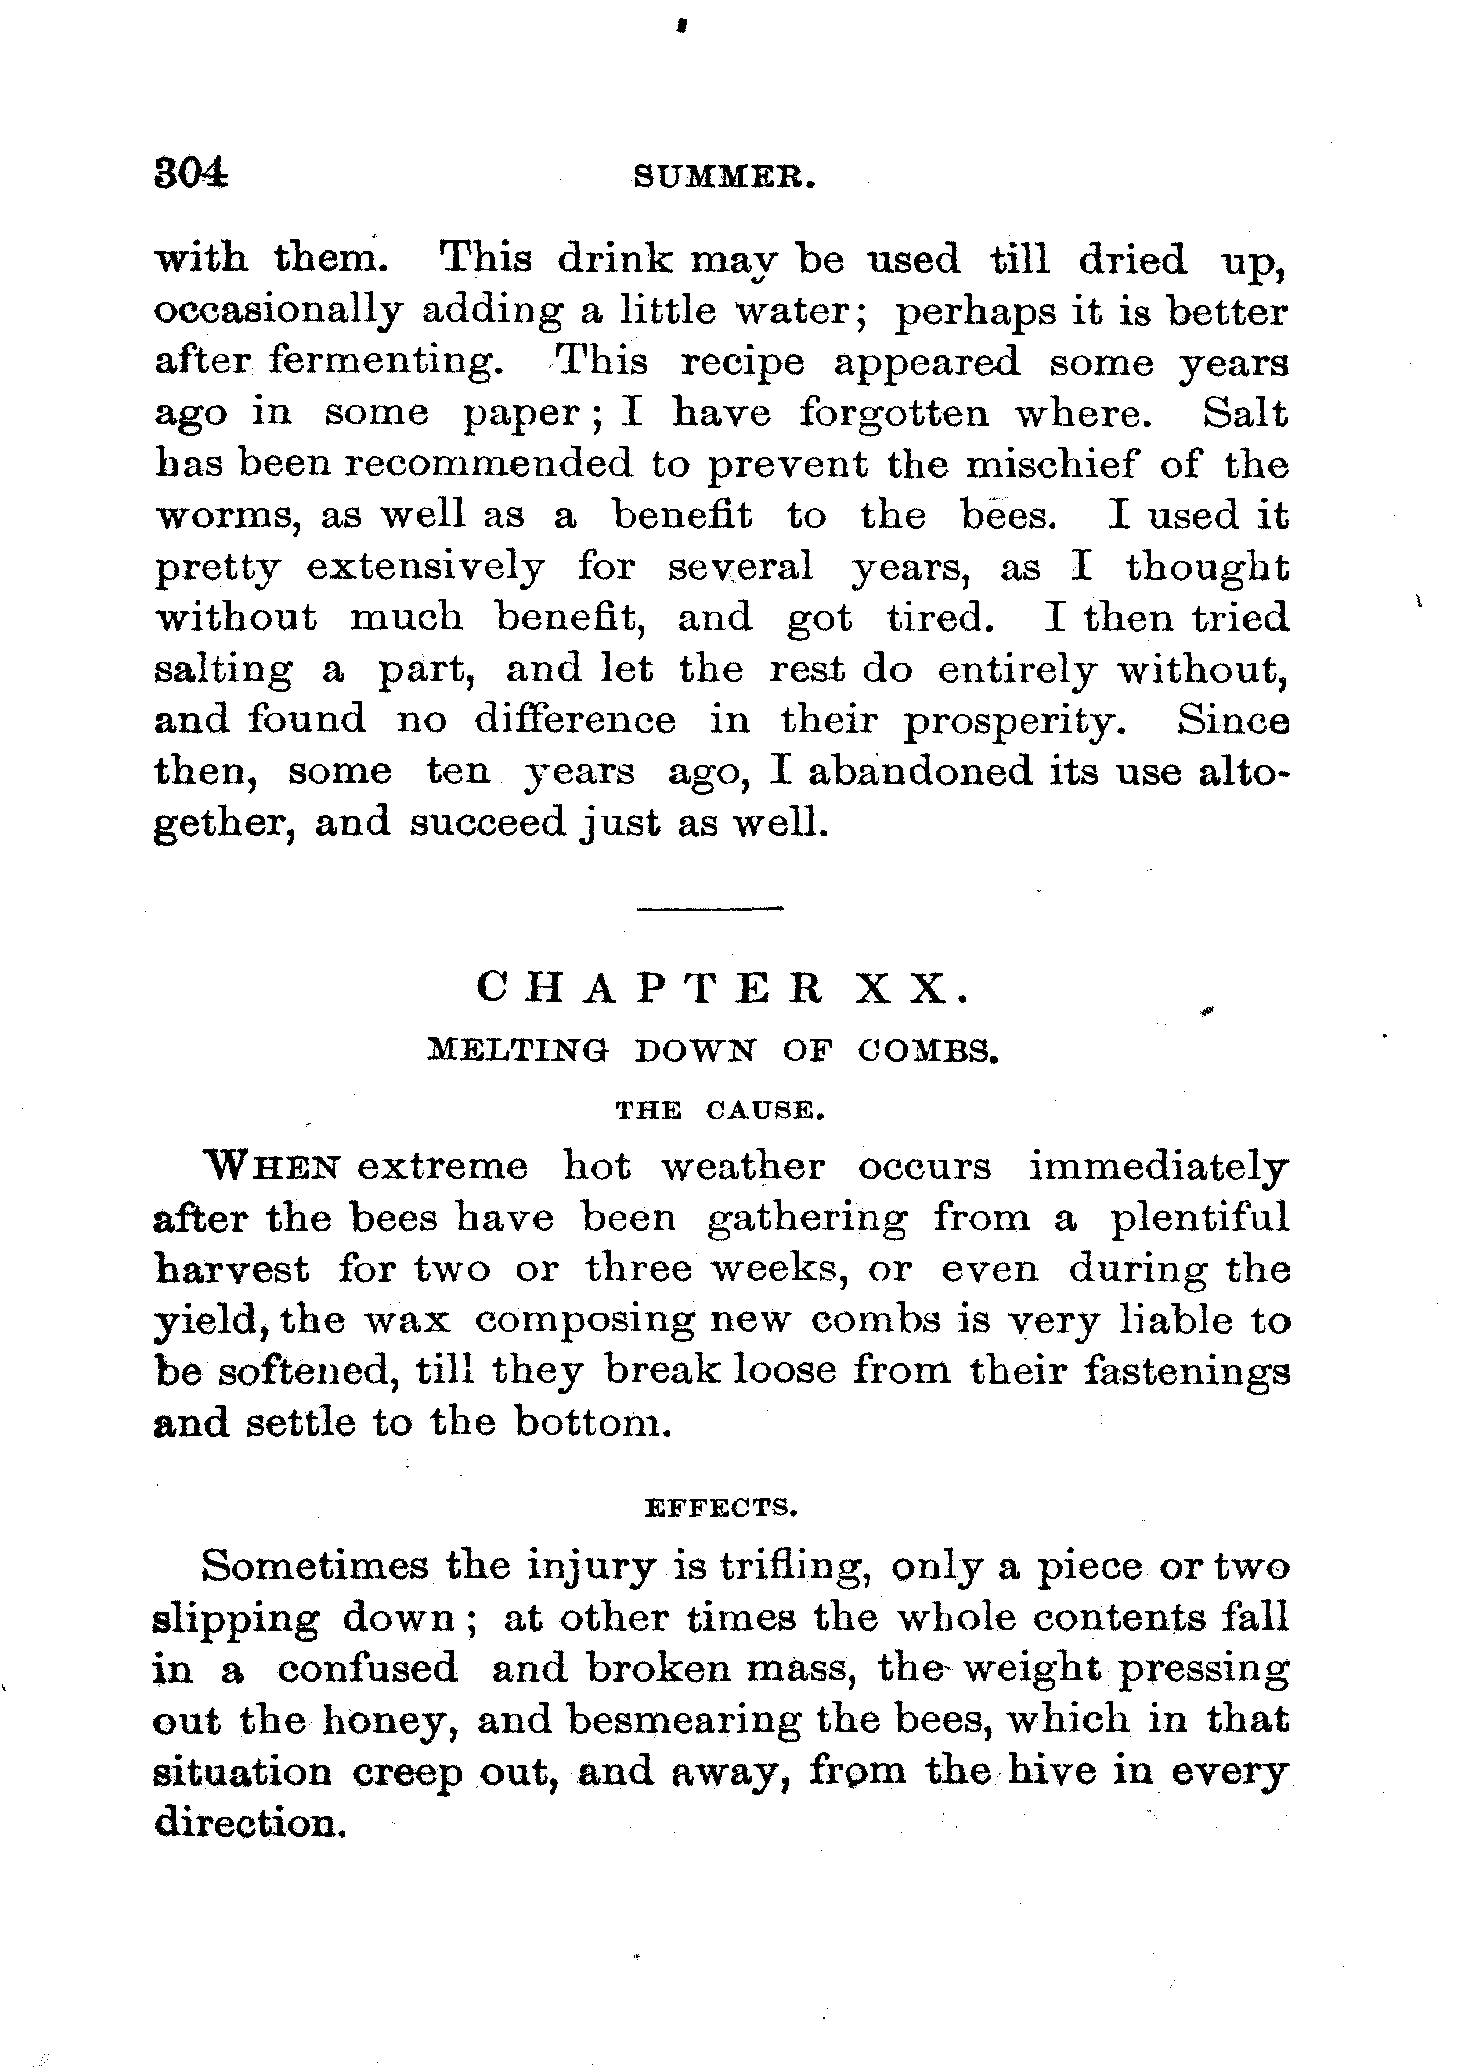 304 SUMMER.
with them. This drink may be used till dried up,
occasionally adding a little water; perhaps it is better
after fermenting. This recipe appeared some years
ago in some paper; I have forgotten where. Salt
has been recommended to prevent the mischief of the
worms, as well as a benefit to the bees. I used it
pretty extensively for several years, as I thought
without much benefit, and got tired. I then tried
salting a part, and let the rest do entirely without,
and found no difference in their prosperity. Since
then, some ten years ago, I abandoned its use alto-
gether, and succeed just as well.
CHAPTER XX.
MELTING DOWN OF COMBS.
THE CAUSE.
WHEN extreme hot weather occurs immediately
after the bees have been gathering from a plentiful
harvest for two or three weeks, or even during the
yield, the wax composing new combs is very liable to
be softened, till they break loose from their fastenings
and settle to the bottom.
EFFECTS.
Sometimes the injury is trifling, only a piece or two
slipping down; at other times the whole contents fall
in a confused and broken mass, the weight pressing
out the honey, and besmearing the bees, which in that
situation creep out, and away, from the hive in every
direction.